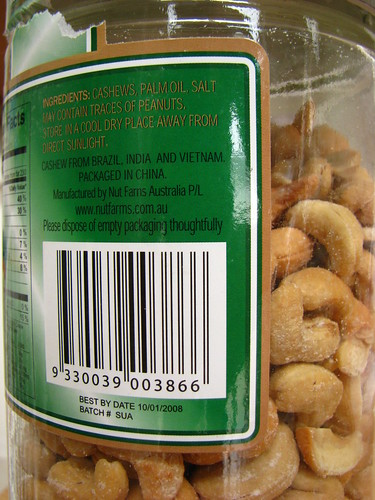 INGREDIENTS: CASHEWS, PALM OIL. SALT
MAY CONTAIN TRACES OF PEANUTS.
STORE IN A COOL DRY PLACE AWAY FROM
DIRECT SUNLIGHT.
CASHEW FROM BRAZIL, INDIA AND VIETNAM.
PACKAGED IN CHINA.
Manufactured by Nut Farms Australia P/L
www.nutfarms.com.au
Please dispose of empty packaging thoughtfully
9 330039 003866
BEST BY DATE 10/01/2008
BATCH # SUA